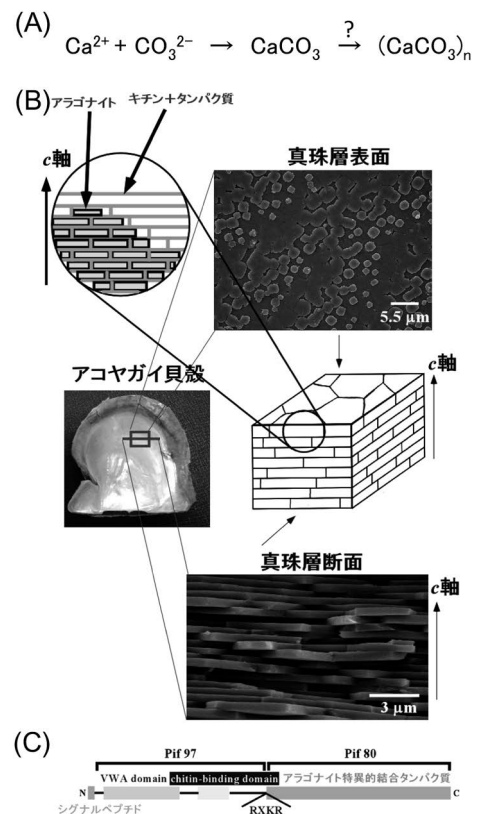 (A)
?
Ca²⁺ + CO₃²⁻ → CaCO₃ → (CaCO₃)ₙ
(B)
アラゴナイト
キチン+タンパク質
c軸
真珠層表面
5.5 μm
アコヤガイ貝殻
c軸
真珠層断面
c軸
3 μm
(C)
Pif 97 Pif 80
VWA domain chitin-binding domain アラゴナイト特異的結合タンパク質
N C
シグナルペプチド
RXKR